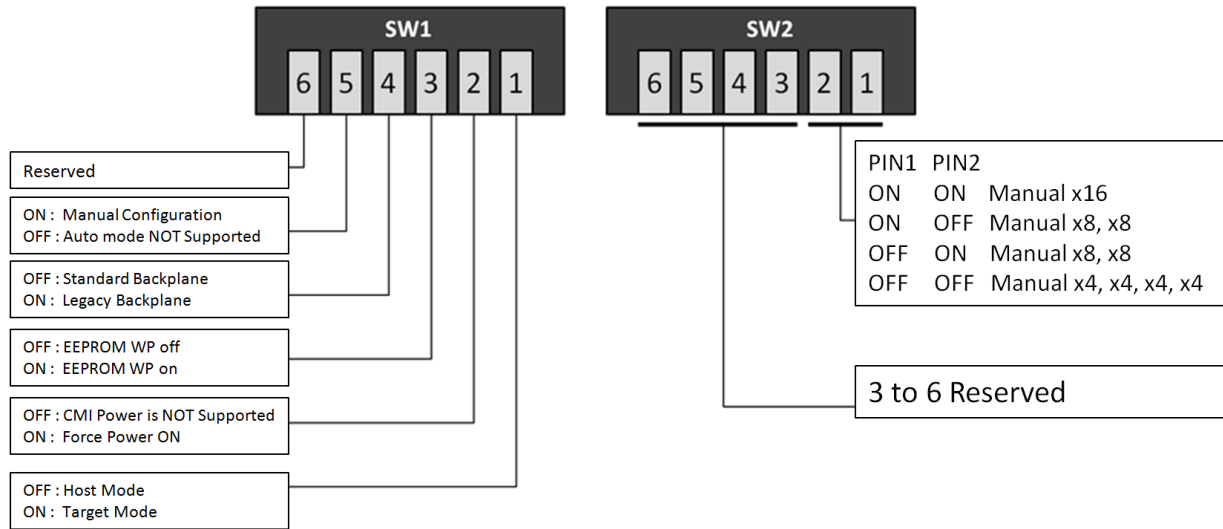 SW1
6 5 4 3 2 1
Reserved
ON : Manual Configuration
OFF : Auto mode NOT Supported
OFF : Standard Backplane
ON : Legacy Backplane
OFF : EEPROM WP off
ON : EEPROM WP on
OFF : CMI Power is NOT Supported
ON : Force Power ON
OFF : Host Mode
ON : Target Mode
SW2
6 5 4 3 2 1
PIN1 PIN2
ON ON Manual x16
ON OFF Manual x8, x8
OFF ON Manual x8, x8
OFF OFF Manual x4, x4, x4, x4
3 to 6 Reserved